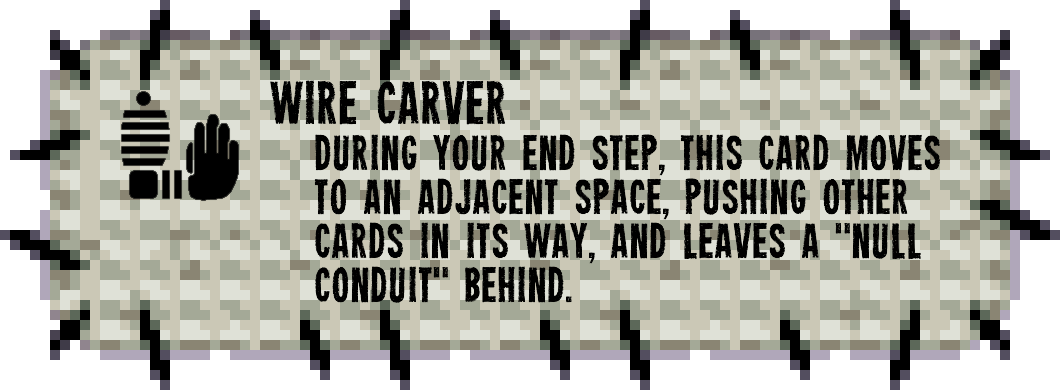 WIRE CARVER
DURING YOUR END STEP, THIS CARD MOVES
TO AN ADJACENT SPACE, PUSHING OTHER
CARDS IN ITS WAY, AND LEAVES A "NULL
CONDUIT" BEHIND.